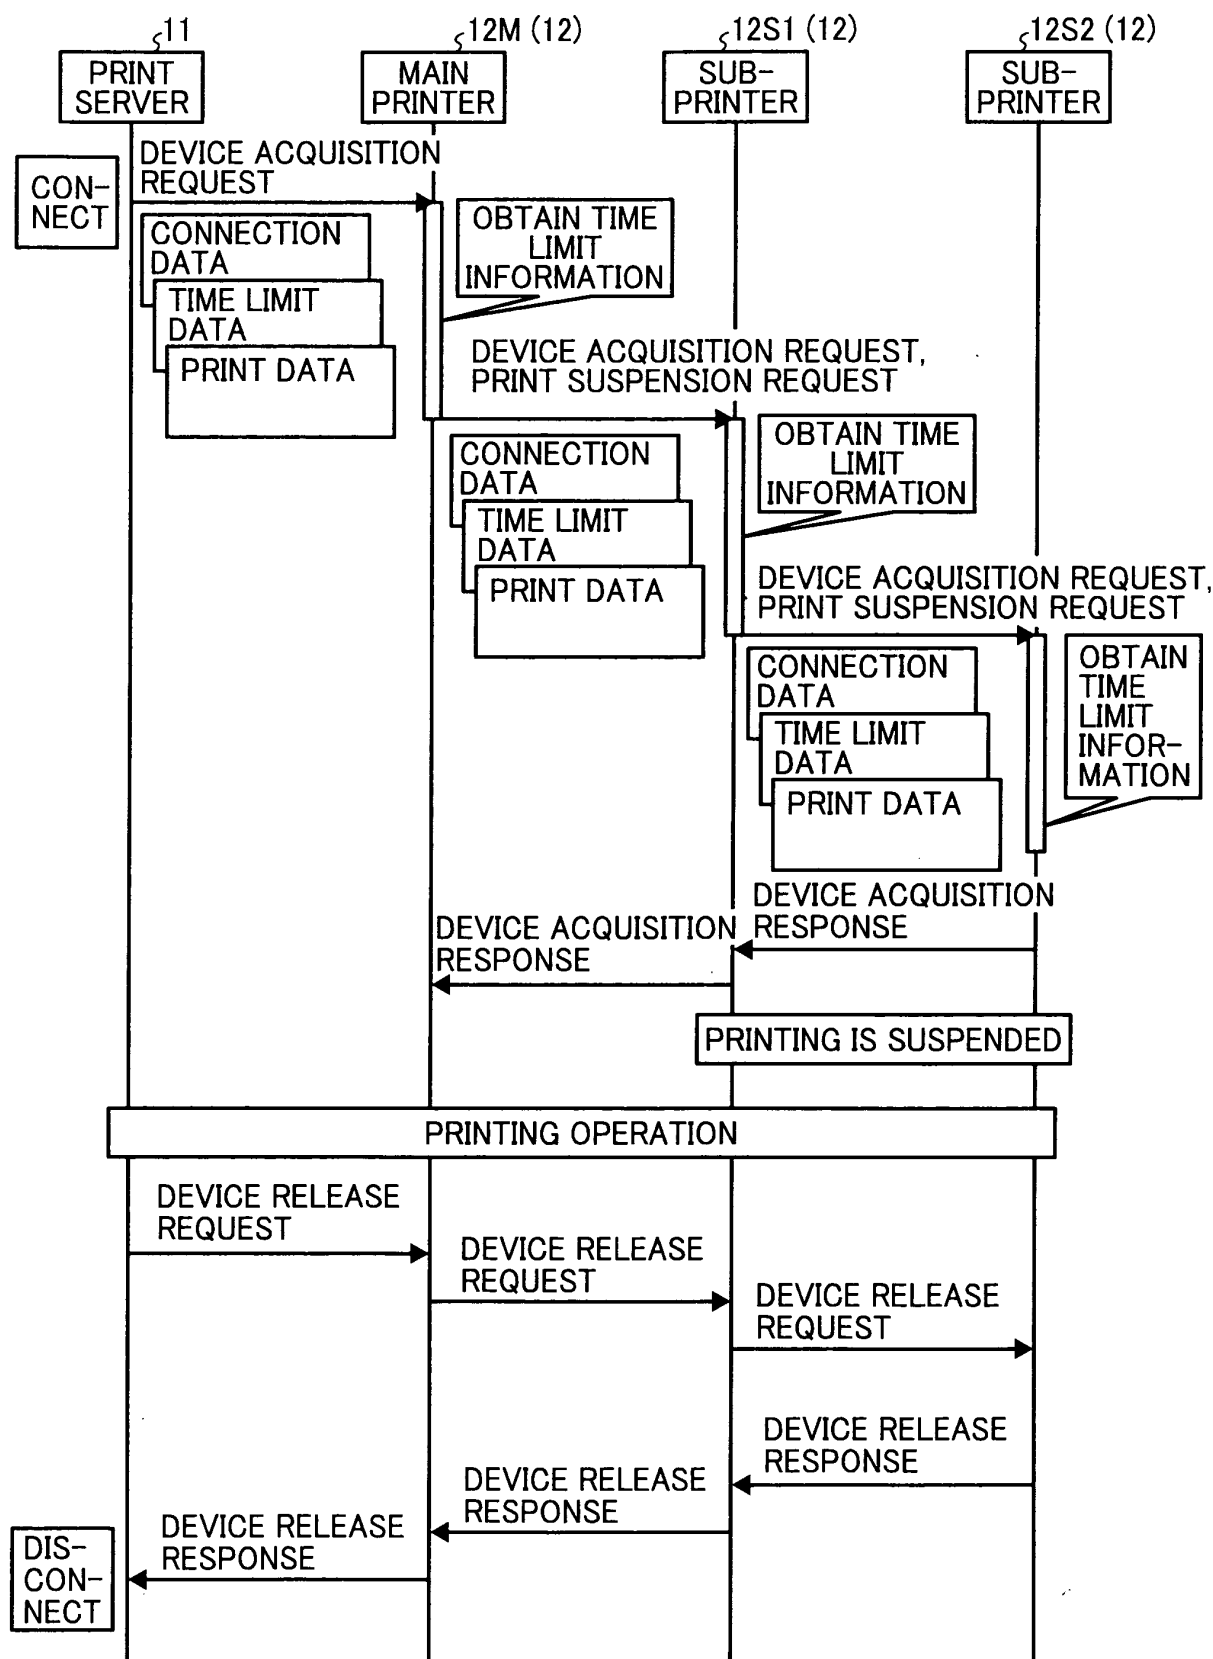 11
12M (12)
12S1 (12)
12S2 (12)
PRINT
SERVER
MAIN
PRINTER
SUB-
PRINTER
SUB-
PRINTER
DEVICE ACQUISITION
REQUEST
CON-
NECT
CONNECTION
DATA
TIME LIMIT
DATA
PRINT DATA
OBTAIN TIME
LIMIT
INFORMATION
DEVICE ACQUISITION REQUEST,
PRINT SUSPENSION REQUEST
CONNECTION
DATA
TIME LIMIT
DATA
PRINT DATA
OBTAIN TIME
LIMIT
INFORMATION
DEVICE ACQUISITION REQUEST,
PRINT SUSPENSION REQUEST
CONNECTION
DATA
TIME LIMIT
DATA
PRINT DATA
OBTAIN
TIME
LIMIT
INFOR-
MATION
DEVICE ACQUISITION
RESPONSE
DEVICE ACQUISITION
RESPONSE
PRINTING IS SUSPENDED
PRINTING OPERATION
DEVICE RELEASE
REQUEST
DEVICE RELEASE
REQUEST
DEVICE RELEASE
REQUEST
DEVICE RELEASE
RESPONSE
DEVICE RELEASE
RESPONSE
DEVICE RELEASE
RESPONSE
DIS-
CON-
NECT